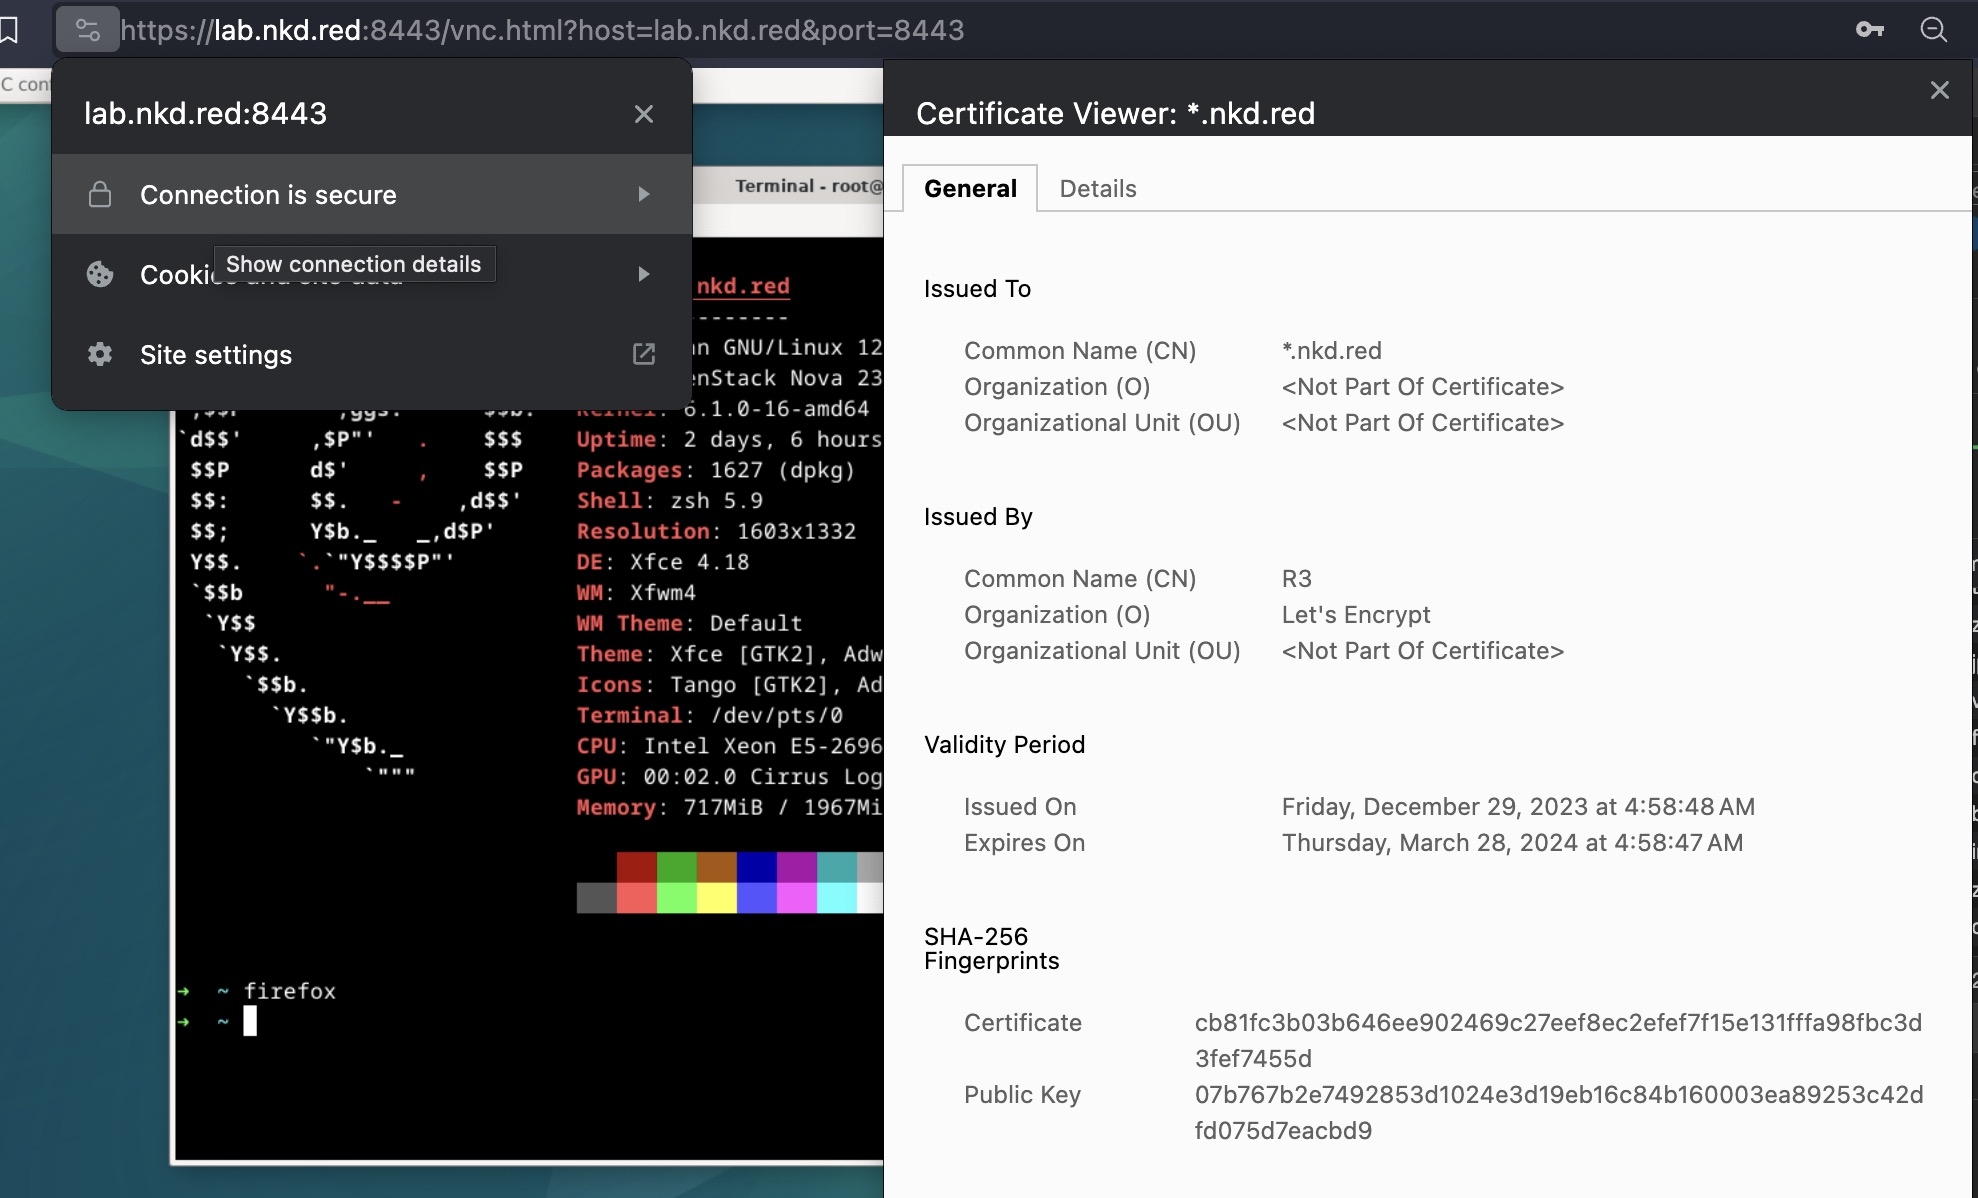 https://lab.nkd.red:8443/vnc.html?host=lab.nkd.red&port=8443
lab.nkd.red:8443
Connection is secure
Show connection details
Site settings
Terminal - root@
nkd.red
--------
GNU/Linux 12
Nova 23
6.1.0-16-amd64
`d$$'       ,$P"'   .    $$$    Uptime: 2 days, 6 hours
$$P      d$'     ,    $$P    Packages: 1627 (dpkg)
$$:      $$.   -    ,d$$'    Shell: zsh 5.9
$$;      Y$b._   _,d$P'      Resolution: 1603x1332
Y$$.    `.`"Y$$$$P"'         DE: Xfce 4.18
`$$b      "-.__              WM: Xfwm4
`Y$$                        WM Theme: Default
`Y$$.                      Theme: Xfce [GTK2], Adw
`$$b.                    Icons: Tango [GTK2], Ad
`Y$$b.                 Terminal: /dev/pts/0
`"Y$b._             CPU: Intel Xeon E5-2696
`"""            GPU: 00:02.0 Cirrus Log
Memory: 717MiB / 1967Mi
➜ ~ firefox
➜ ~
Certificate Viewer: *.nkd.red
General Details
Issued To
Common Name (CN) *.nkd.red
Organization (O) <Not Part Of Certificate>
Organizational Unit (OU) <Not Part Of Certificate>
Issued By
Common Name (CN) R3
Organization (O) Let's Encrypt
Organizational Unit (OU) <Not Part Of Certificate>
Validity Period
Issued On Friday, December 29, 2023 at 4:58:48 AM
Expires On Thursday, March 28, 2024 at 4:58:47 AM
SHA-256
Fingerprints
Certificate cb81fc3b03b646ee902469c27eef8ec2efef7f15e131fffa98fbc3d
3fef7455d
Public Key 07b767b2e7492853d1024e3d19eb16c84b160003ea89253c42d
fd075d7eacbd9